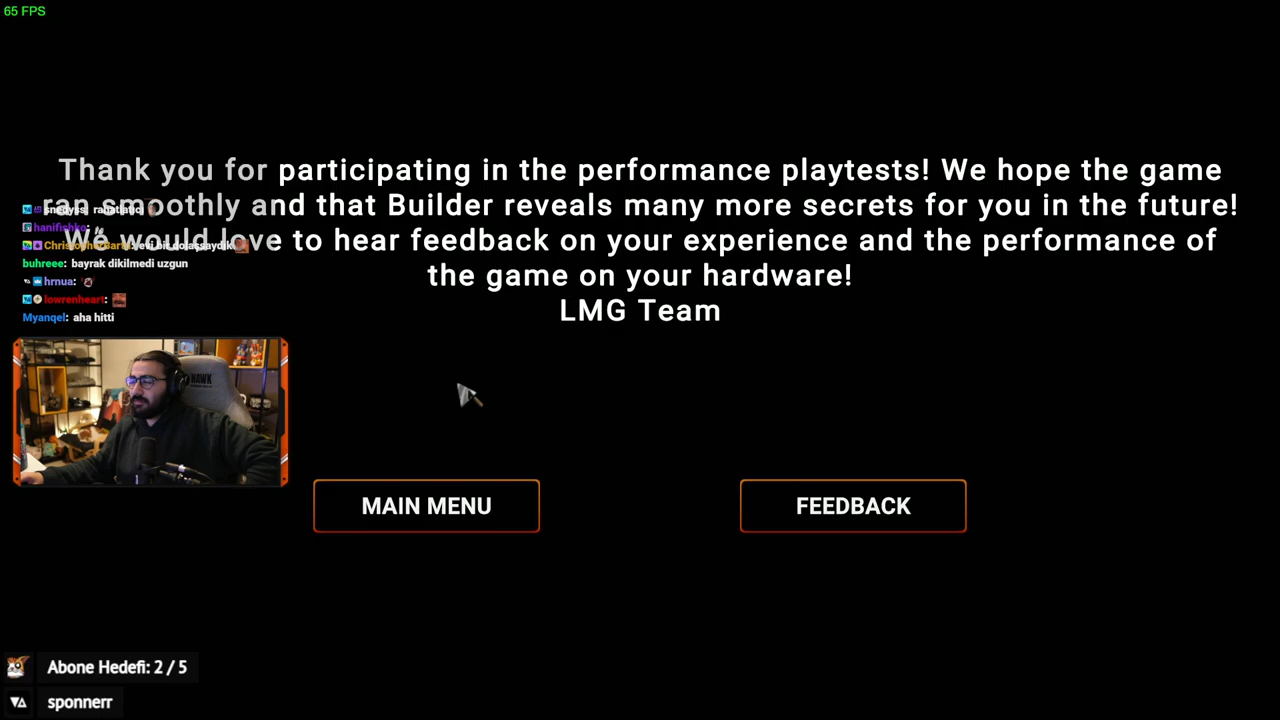 65 FPS
Thank you for participating in the performance playtests! We hope the game
ran smoothly and that Builder reveals many more secrets for you in the future!
We would love to hear feedback on your experience and the performance of
the game on your hardware!
LMG Team
hanifishke:
buhreee: bayrak dikilmedi uzgun
hrnua:
lowrenheart:
Myanqel: aha hitti
HAWK
MAIN MENU
FEEDBACK
Abone Hedefi: 2 / 5
sponnerr